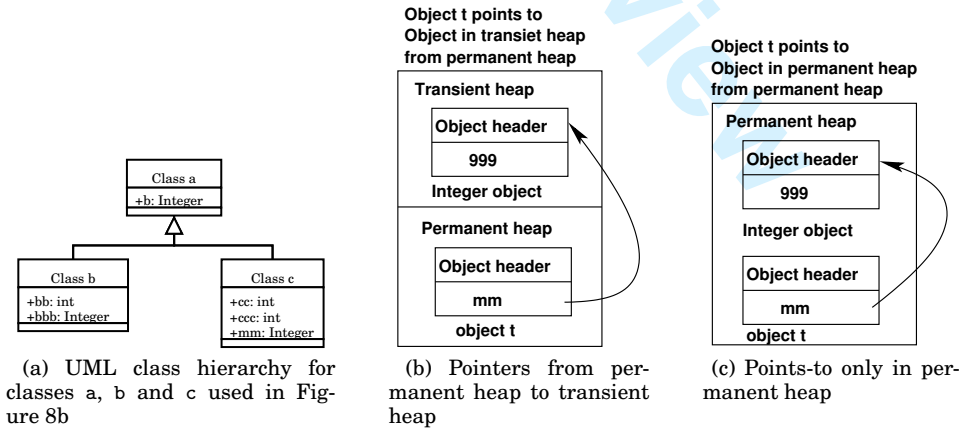 Class a
+b: Integer
Class b
+bb: int
+bbb: Integer
Class c
+cc: int
+ccc: int
+mm: Integer
(a) UML class hierarchy for
classes a, b and c used in Fig-
ure 8b
Object t points to
Object in transiet heap
from permanent heap
Transient heap
Object header
999
Integer object
Permanent heap
Object header
mm
object t
(b) Pointers from per-
manent heap to transient
heap
Object t points to
Object in permanent heap
from permanent heap
Permanent heap
Object header
999
Integer object
Object header
mm
object t
(c) Points-to only in per-
manent heap
view